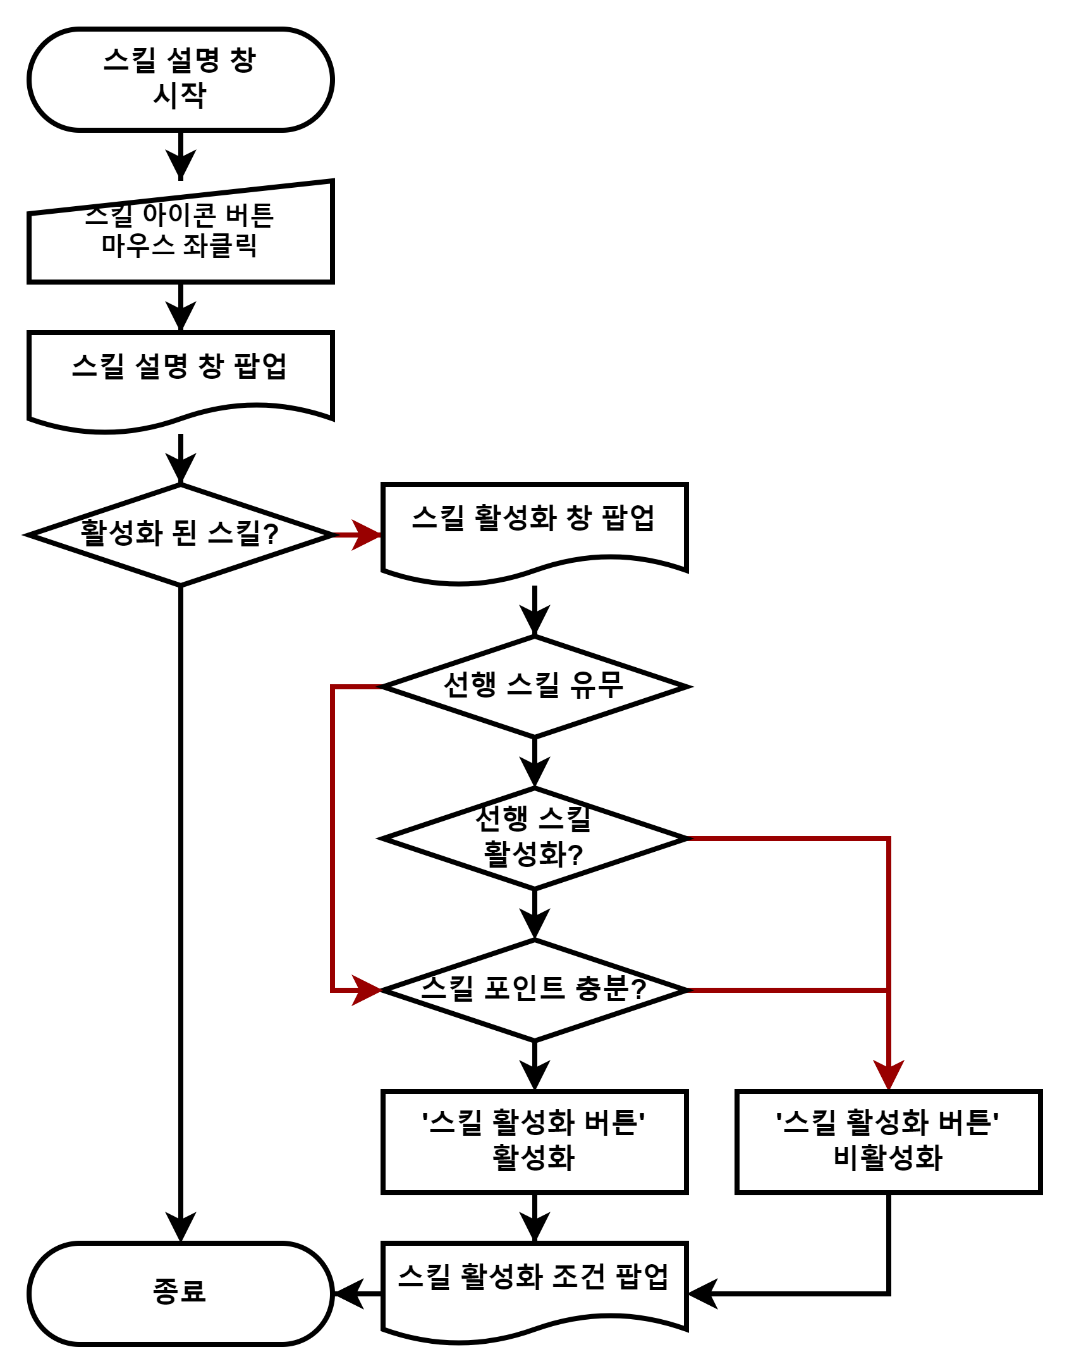 스킬 설명 창
시작
스킬 아이콘 버튼
마우스 좌클릭
스킬 설명 창 팝업
활성화 된 스킬?
스킬 활성화 창 팝업
선행 스킬 유무
선행 스킬
활성화?
스킬 포인트 충분?
'스킬 활성화 버튼'
활성화
'스킬 활성화 버튼'
비활성화
종료
스킬 활성화 조건 팝업